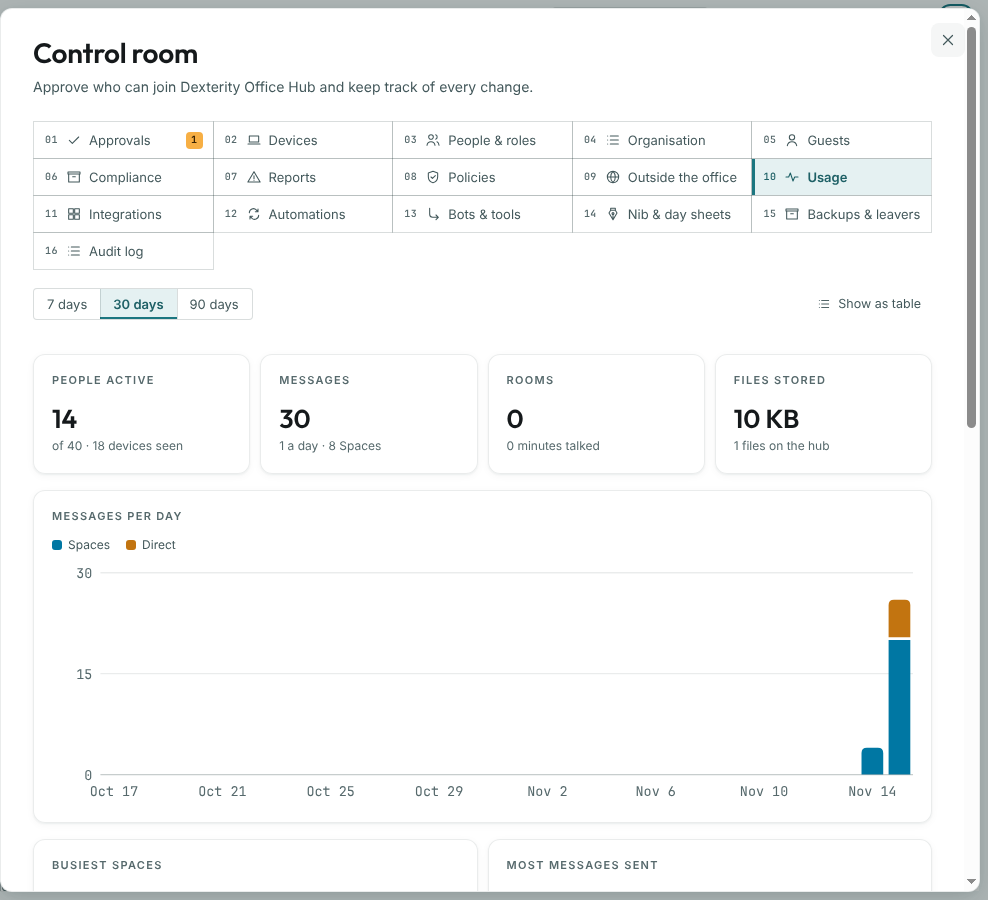 Control room
Approve who can join Dexterity Office Hub and keep track of every change.
01 Approvals 1 02 Devices 03 People & roles 04 Organisation 05 Guests
06 Compliance 07 Reports 08 Policies 09 Outside the office 10 Usage
11 Integrations 12 Automations 13 Bots & tools 14 Nib & day sheets 15 Backups & leavers
16 Audit log
7 days 30 days 90 days Show as table
PEOPLE ACTIVE MESSAGES ROOMS FILES STORED
14 30 0 10 KB
of 40 · 18 devices seen 1 a day · 8 Spaces 0 minutes talked 1 files on the hub
MESSAGES PER DAY
Spaces Direct
30
15
0
Oct 17 Oct 21 Oct 25 Oct 29 Nov 2 Nov 6 Nov 10 Nov 14
BUSIEST SPACES MOST MESSAGES SENT